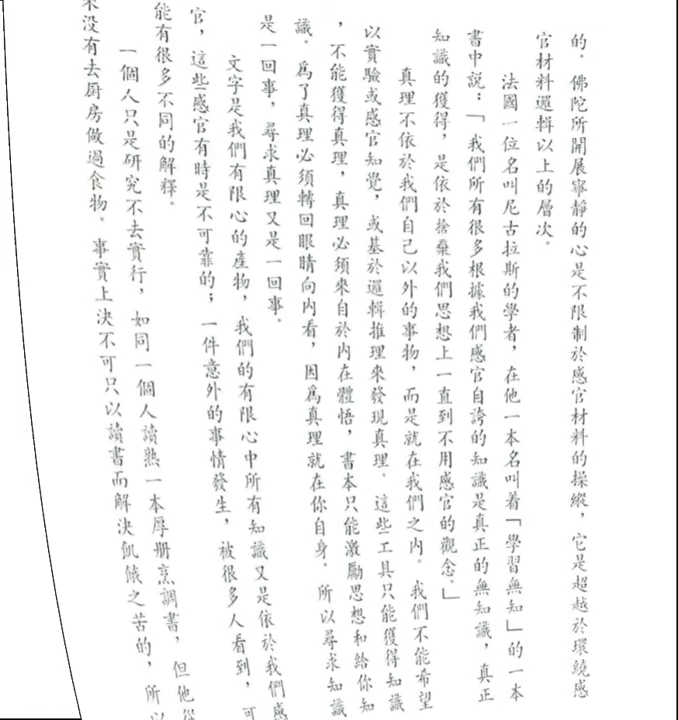 的．佛陀所開展寧靜的心是不限制於感官材料的操縱，它是超越於環繞感
官材料邏輯以上的層次。
法國一位名叫尼古拉斯的學者，在他一本名叫着「學習無知」的一本
書中説：「我們所有很多根據我們感官自誇的知識是真正的無知識，真正
知識的獲得，是依於捨棄我們思想上一直到不用感官的觀念。」
真理不依於我們自己以外的事物，而是就在我們之内。我們不能希望
以實驗或感官知覺，或基於邏輯推理來發現真理。這些工具只能獲得知識
，不能獲得真理，真理必須來自於内在體悟，書本只能激勵思想和給你知
識．爲了真理必須轉回眼睛向内看，因爲真理就在你自身。所以尋求知識
是一回事，尋求真理又是一回事。
文字是我們有限心的產物，我們的有限心中所有知識又是依於我們感
官，這些感官有時是不可靠的；一件意外的事情發生，被很多人看到，可
能有很多不同的解釋。
一個人只是研究不去實行，如同一個人讀熟一本厚册烹調書，但他從
來没有去厨房做過食物。事實上決不可只以讀書而解決飢餓之苦的，所以